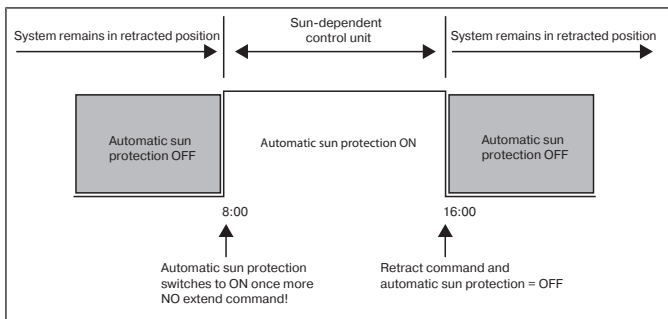 System remains in retracted position
Sun-dependent
control unit
System remains in retracted position
Automatic sun
protection OFF
Automatic sun protection ON
Automatic sun
protection OFF
8:00
16:00
Automatic sun protection
switches to ON once more
NO extend command!
Retract command and
automatic sun protection = OFF